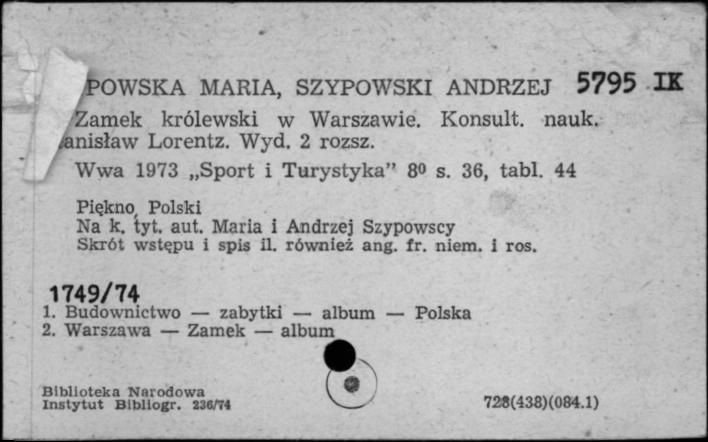 POWSKA MARIA, SZYPOWSKI ANDRZEJ 5795 IK
Zamek królewski w Warszawie. Konsult. nauk.
anisław Lorentz. Wyd. 2 rozsz.
Wwa 1973 „Sport i Turystyka” 8⁰ s. 36, tabl. 44
Piękno Polski
Na k. tyt. aut. Maria i Andrzej Szypowscy
Skrót wstępu i spis il. również ang. fr. niem. i ros.
1749/74
1. Budownictwo — zabytki — album — Polska
2. Warszawa — Zamek — album
Biblioteka Narodowa
Instytut Bibliogr. 236/74
728(438)(084.1)